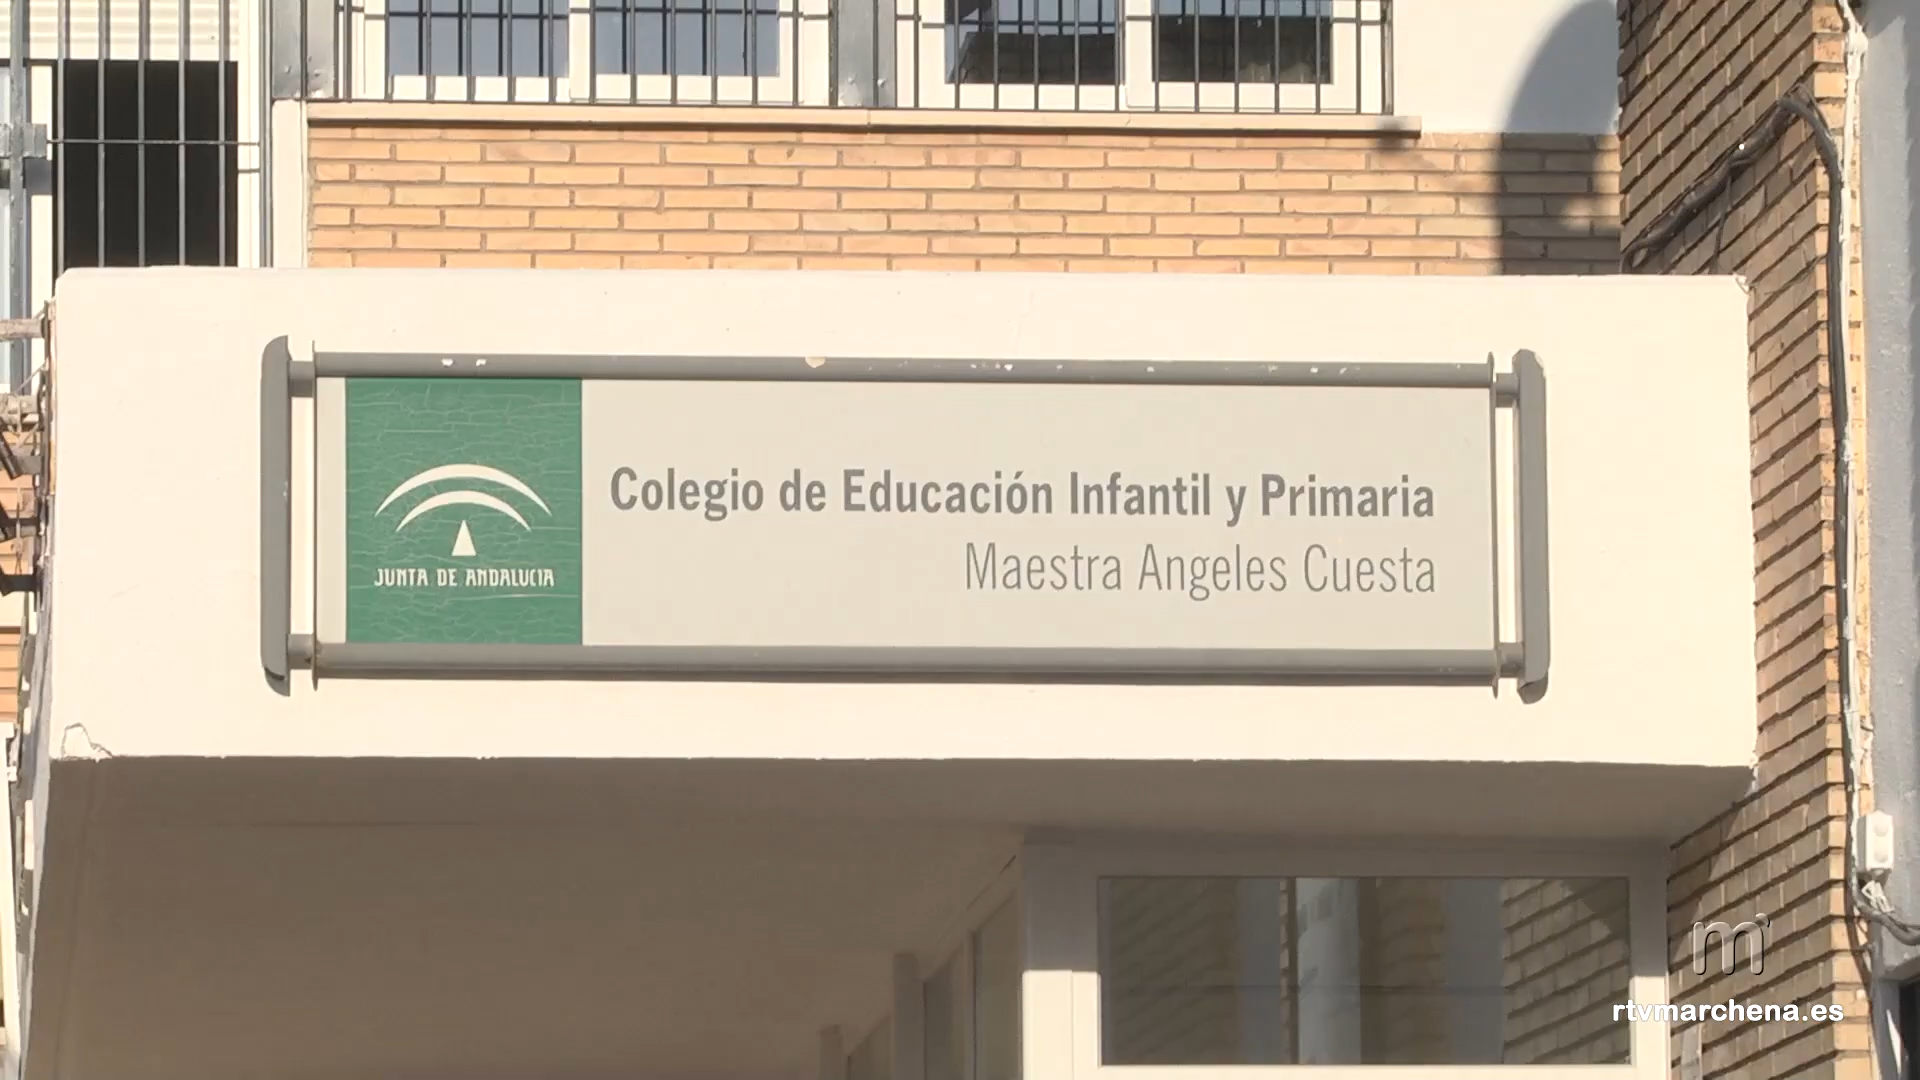 Colegio de Educación Infantil y Primaria
Maestra Angeles Cuesta
JUNTA DE ANDALUCIA
m
rtvmarchena.es